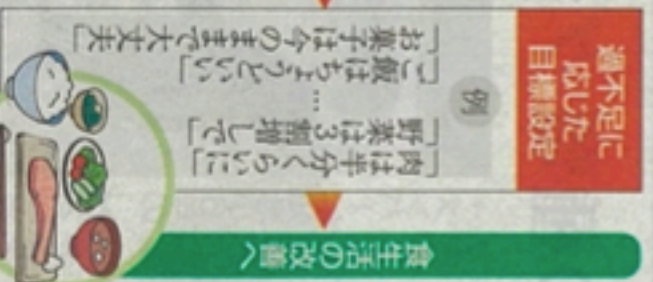 過不足に
応じた
目標設定
例
「肉は半分くらいに」
「野菜は3割増しで」
…
「ご飯はちょうどいい」
「お菓子は今のままで大丈夫」
食生活の改善へ